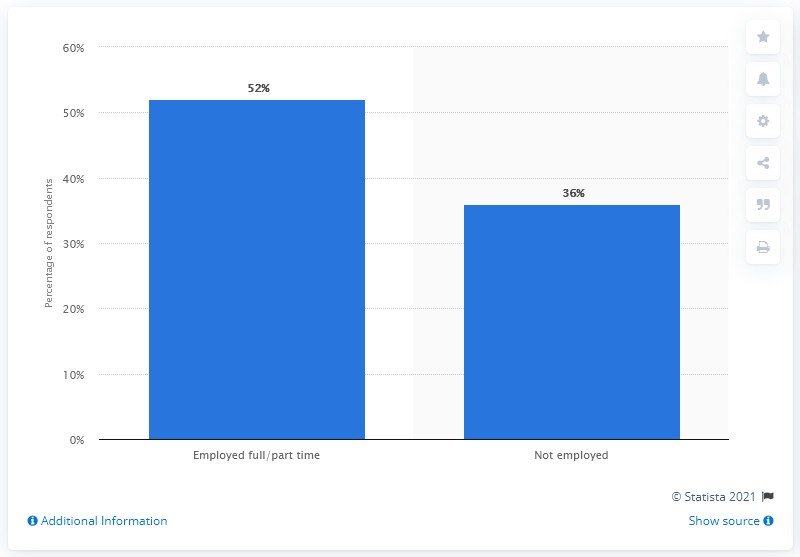 60%
52%
50%
40%
36%
30%
20%
10%
0%
Percentage of respondents
Employed full/part time
Not employed
© Statista 2021
Additional Information
Show source